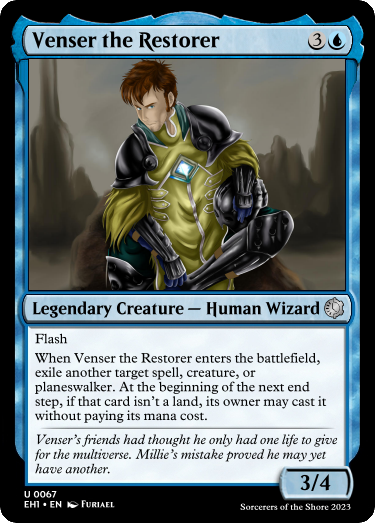 Venser the Restorer 3
Legendary Creature — Human Wizard
Flash
When Venser the Restorer enters the battlefield,
exile another target spell, creature, or
planeswalker. At the beginning of the next end
step, if that card isn't a land, its owner may cast it
without paying its mana cost.
Venser's friends had thought he only had one life to give
for the multiverse. Millie's mistake proved he may yet
have another.
3/4
U 0067
EH1 • EN FURIAEL
Sorcerers of the Shore 2023